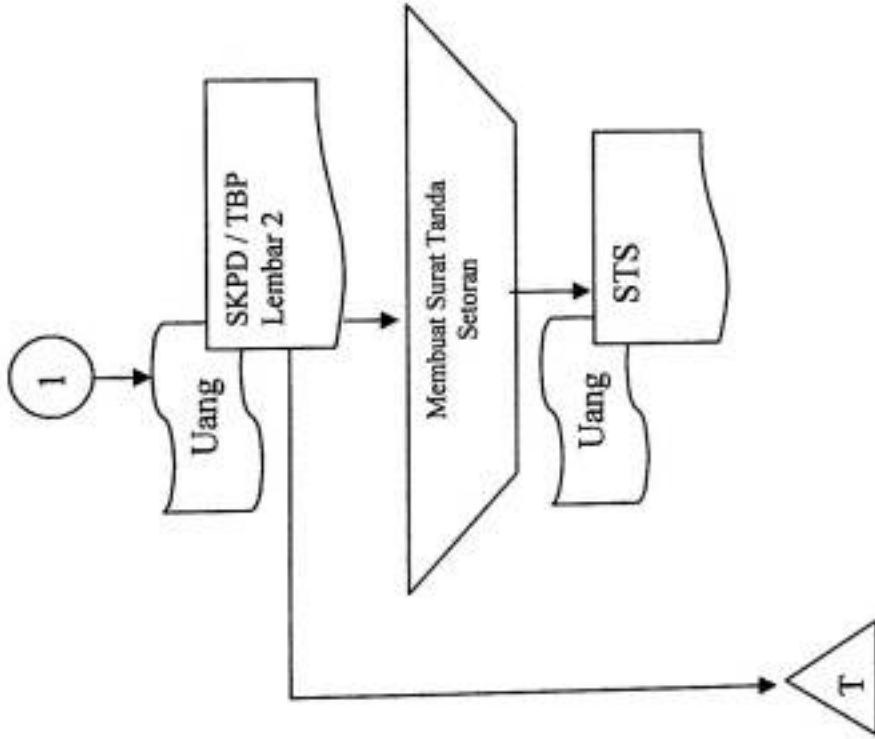 1
Uang
SKPD / TBP
Lembar 2
Membuat Surat Tanda
Setoran
Uang
STS
T